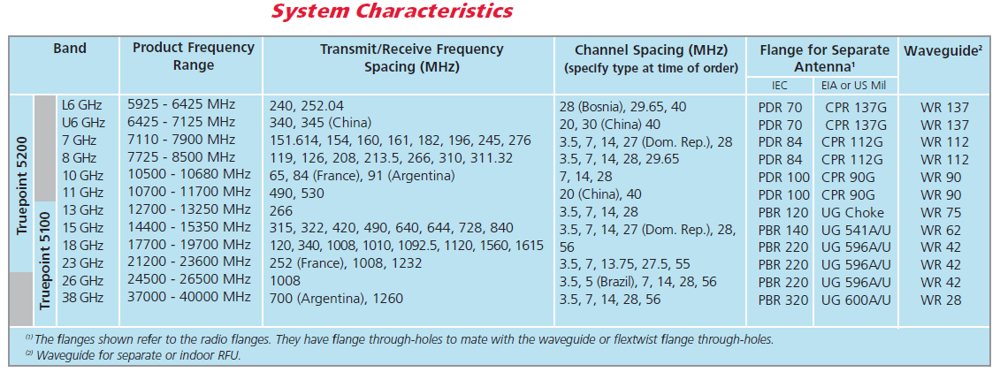 System Characteristics
Band Product Frequency Range Transmit/Receive Frequency Spacing (MHz) Channel Spacing (MHz) (specify type at time of order) Flange for Separate Antenna¹ Waveguide²
IEC EIA or US Mil
Truepoint 5200
Truepoint 5100
L6 GHz 5925 - 6425 MHz 240, 252.04 28 (Bosnia), 29.65, 40 PDR 70 CPR 137G WR 137
U6 GHz 6425 - 7125 MHz 340, 345 (China) 20, 30 (China) 40 PDR 70 CPR 137G WR 137
7 GHz 7110 - 7900 MHz 151.614, 154, 160, 161, 182, 196, 245, 276 3.5, 7, 14, 27 (Dom. Rep.), 28 PDR 84 CPR 112G WR 112
8 GHz 7725 - 8500 MHz 119, 126, 208, 213.5, 266, 310, 311.32 3.5, 7, 14, 28, 29.65 PDR 84 CPR 112G WR 112
10 GHz 10500 - 10680 MHz 65, 84 (France), 91 (Argentina) 7, 14, 28 PDR 100 CPR 90G WR 90
11 GHz 10700 - 11700 MHz 490, 530 20 (China), 40 PDR 100 CPR 90G WR 90
13 GHz 12700 - 13250 MHz 266 3.5, 7, 14, 28 PBR 120 UG Choke WR 75
15 GHz 14400 - 15350 MHz 315, 322, 420, 490, 640, 644, 728, 840 3.5, 7, 14, 27 (Dom. Rep.), 28, PBR 140 UG 541A/U WR 62
18 GHz 17700 - 19700 MHz 120, 340, 1008, 1010, 1092.5, 1120, 1560, 1615 56 PBR 220 UG 596A/U WR 42
23 GHz 21200 - 23600 MHz 252 (France), 1008, 1232 3.5, 7, 13.75, 27.5, 55 PBR 220 UG 596A/U WR 42
26 GHz 24500 - 26500 MHz 1008 3.5, 5 (Brazil), 7, 14, 28, 56 PBR 220 UG 596A/U WR 42
38 GHz 37000 - 40000 MHz 700 (Argentina), 1260 3.5, 7, 14, 28, 56 PBR 320 UG 600A/U WR 28
(1) The flanges shown refer to the radio flanges. They have flange through-holes to mate with the waveguide or flextwist flange through-holes.
(2) Waveguide for separate or indoor RFU.